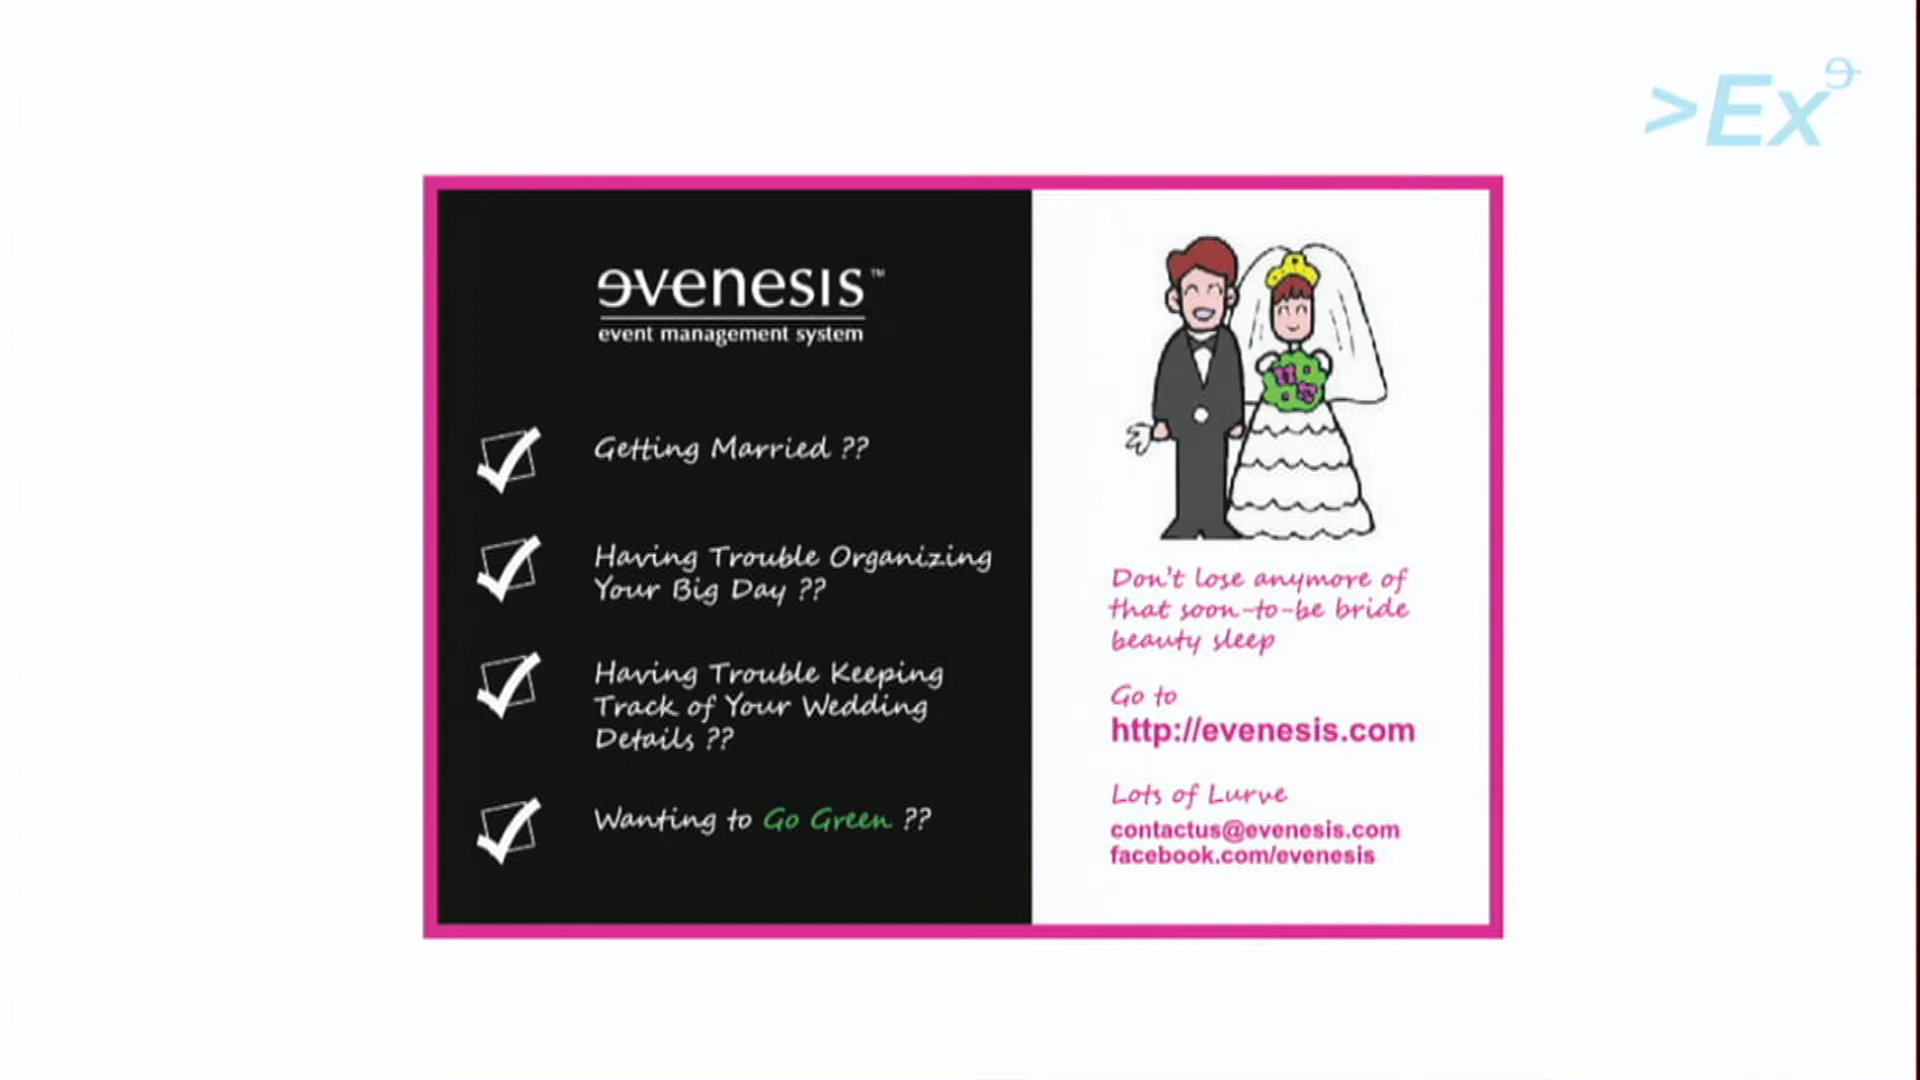 >Ex e
evenesis™
event management system
Getting Married ??
Having Trouble Organizing
Your Big Day ??
Having Trouble Keeping
Track of Your Wedding
Details ??
Wanting to Go Green ??
Don't lose anymore of
that soon-to-be bride
beauty sleep
Go to
http://evenesis.com
Lots of Lurve
contactus@evenesis.com
facebook.com/evenesis